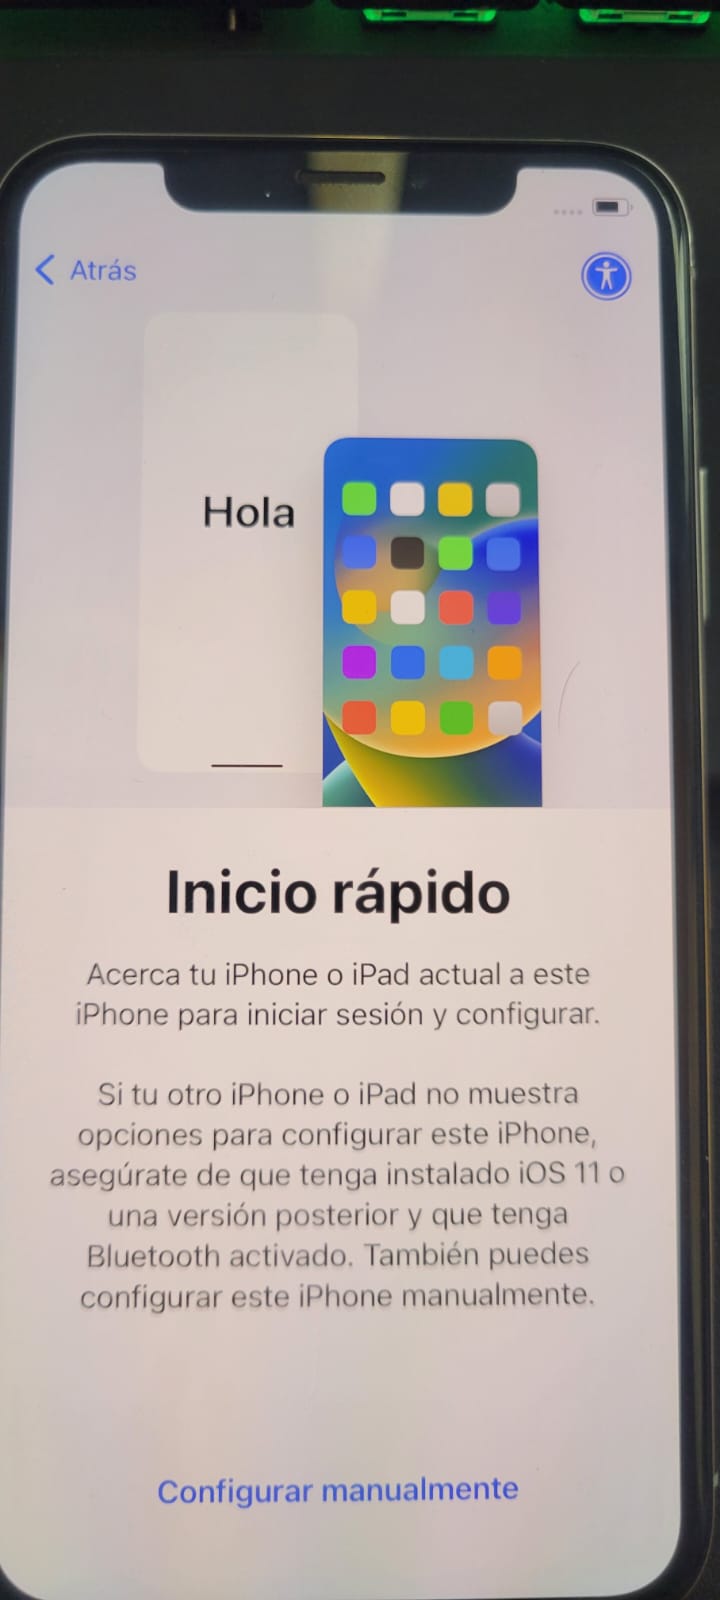 Atrás
Hola
Inicio rápido
Acerca tu iPhone o iPad actual a este
iPhone para iniciar sesión y configurar.
Si tu otro iPhone o iPad no muestra
opciones para configurar este iPhone,
asegúrate de que tenga instalado iOS 11 o
una versión posterior y que tenga
Bluetooth activado. También puedes
configurar este iPhone manualmente.
Configurar manualmente